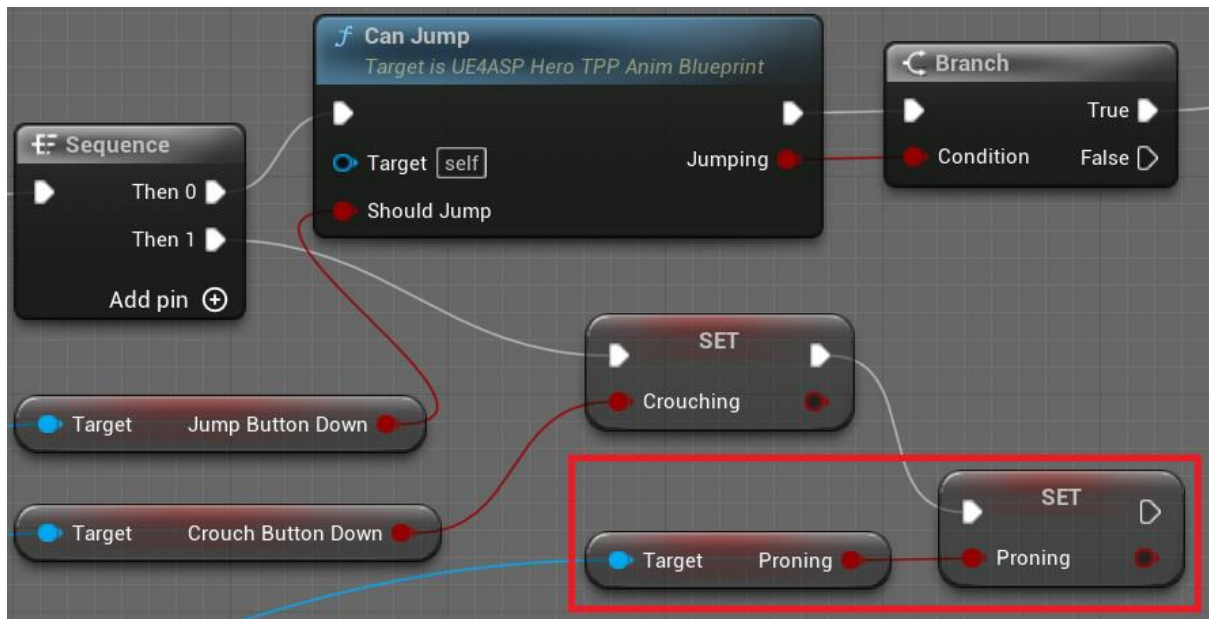 Can Jump
Target is UE4ASP Hero TPP Anim Blueprint
Target self
Jumping
Should Jump
Branch
True
Condition
False
Sequence
Then 0
Then 1
Add pin
SET
Crouching
Target Jump Button Down
Target Crouch Button Down
SET
Proning
Target Proning